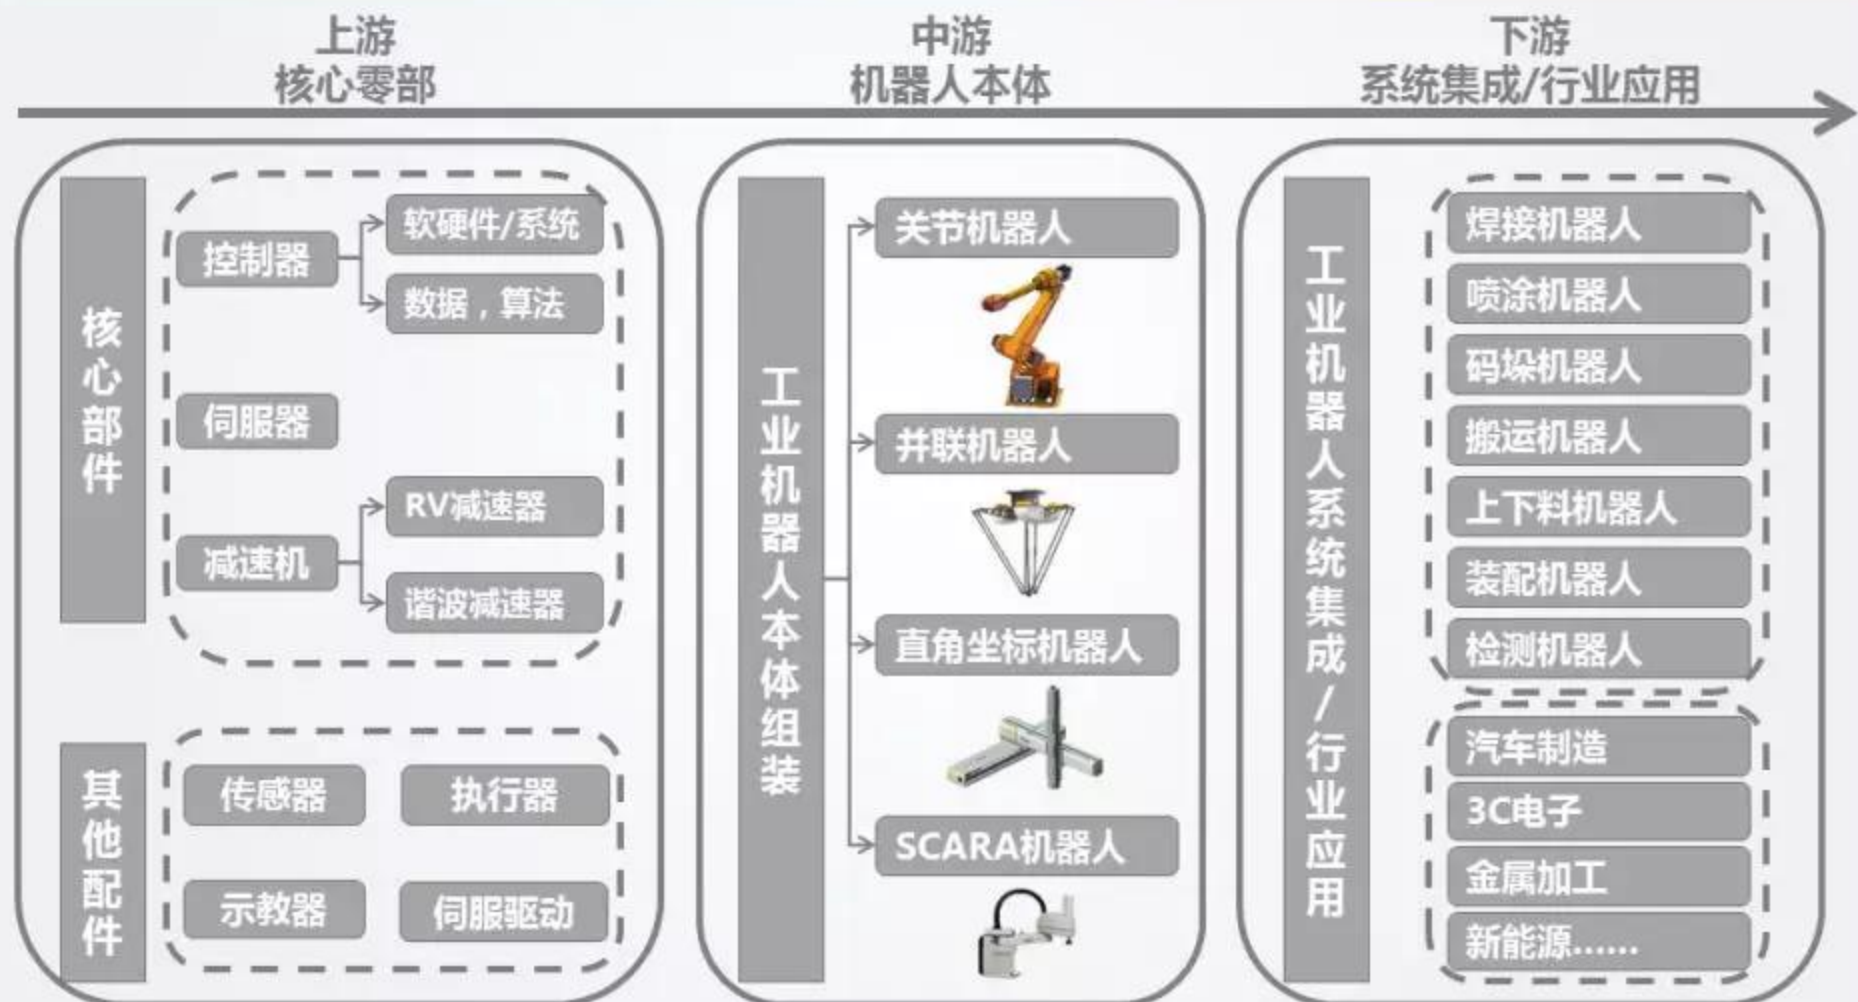 上游
核心零部
中游
机器人本体
下游
系统集成/行业应用
核心部件
控制器
软硬件/系统
数据，算法
伺服器
减速机
RV减速器
谐波减速器
其他配件
传感器
执行器
示教器
伺服驱动
工业机器人本体组装
关节机器人
并联机器人
直角坐标机器人
SCARA机器人
工业机器人系统集成/行业应用
焊接机器人
喷涂机器人
码垛机器人
搬运机器人
上下料机器人
装配机器人
检测机器人
汽车制造
3C电子
金属加工
新能源……